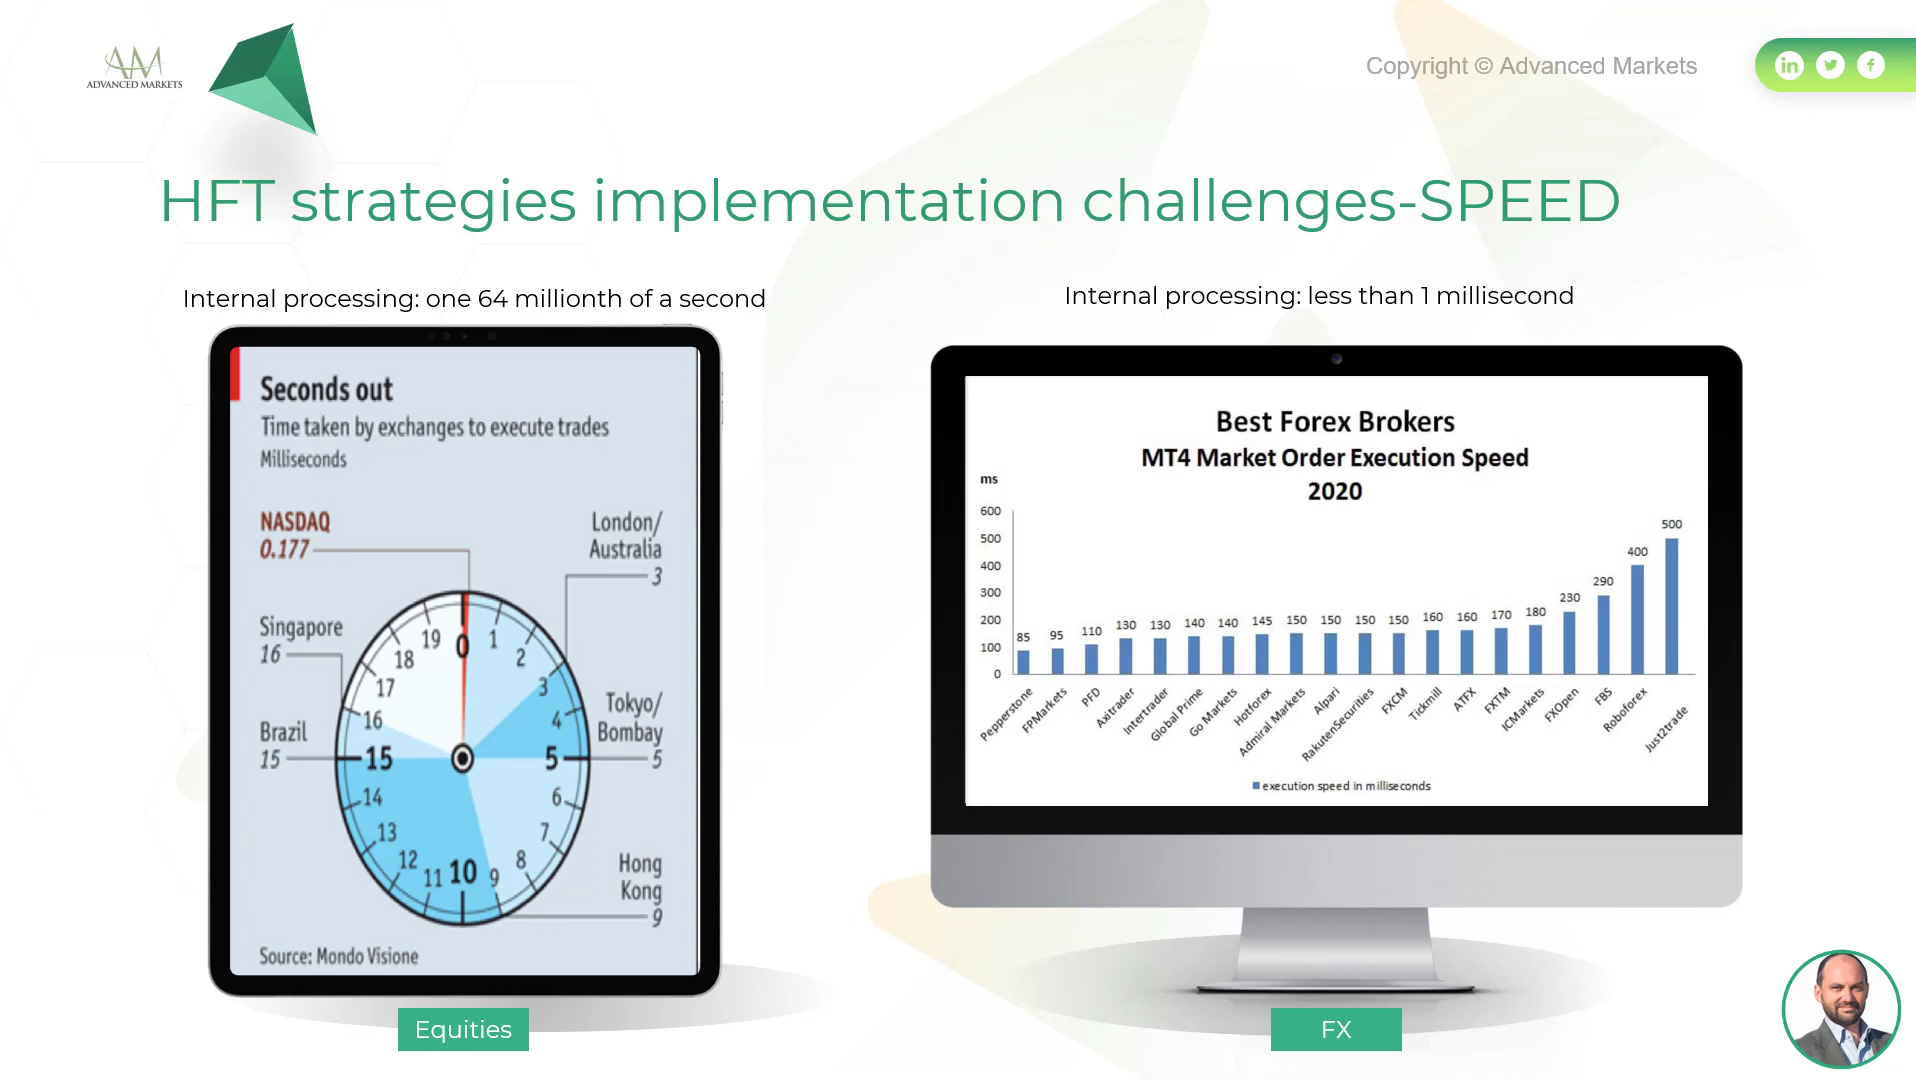 AM
ADVANCED MARKETS
Copyright © Advanced Markets
in
f
HFT strategies implementation challenges-SPEED
Internal processing: one 64 millionth of a second
Seconds out
Time taken by exchanges to execute trades
Milliseconds
NASDAQ
0.177
London/
Australia
3
Singapore
16
Tokyo/
Bombay
5
Brazil
15
Hong
Kong
9
0
1
2
3
4
5
6
7
8
9
10
11
12
13
14
15
16
17
18
19
Source: Mondo Visione
Equities
Internal processing: less than 1 millisecond
Best Forex Brokers
MT4 Market Order Execution Speed
2020
ms
600
500
400
300
200
100
0
85 95 110 130 130 140 140 145 150 150 150 150 160 160 170 180 230 290 400 500
Pepperstone
FPMarkets
PFD
Axitrader
Intertrader
Global Prime
Go Markets
Hotforex
Admiral Markets
Alpari
RakutenSecurities
FXCM
Tickmill
ATFX
FXTM
ICMarkets
FXOpen
FBS
Roboforex
Just2trade
execution speed in milliseconds
FX